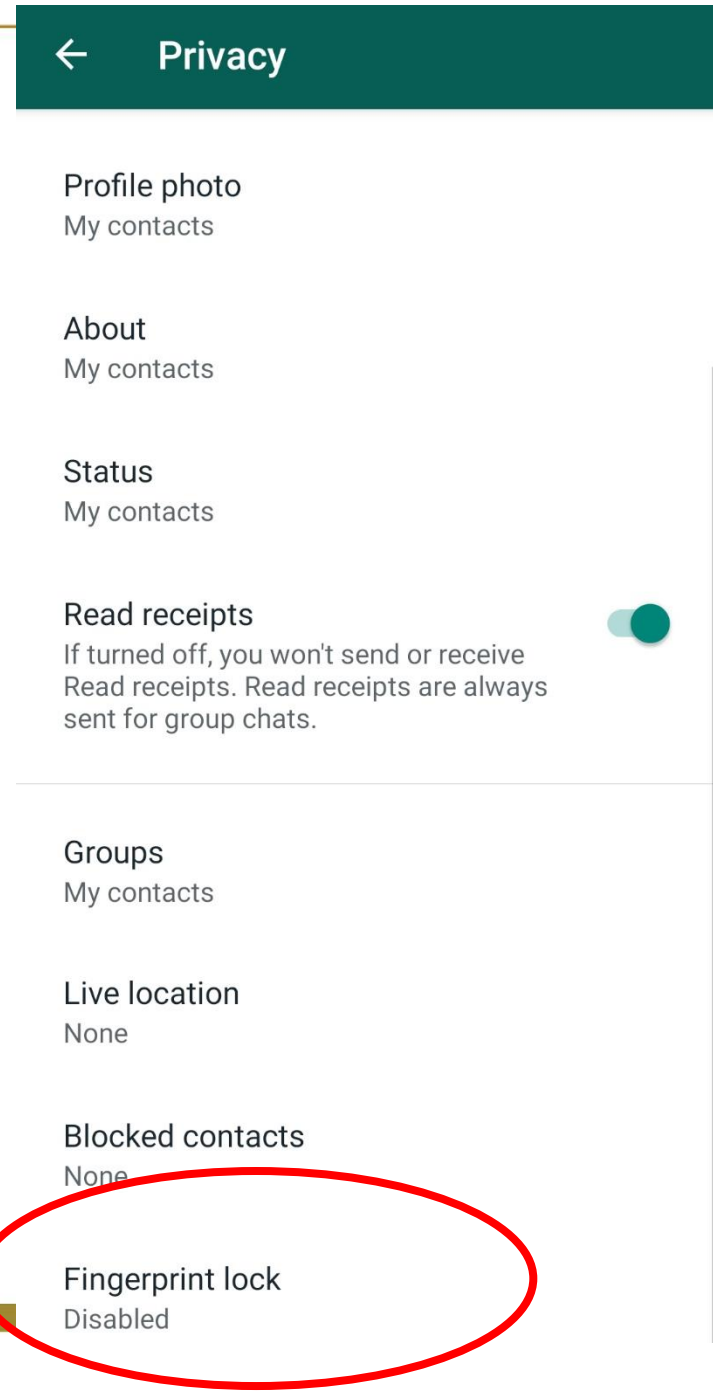 Privacy
Profile photo
My contacts
About
My contacts
Status
My contacts
Read receipts
If turned off, you won't send or receive
Read receipts. Read receipts are always
sent for group chats.
Groups
My contacts
Live location
None
Blocked contacts
None
Fingerprint lock
Disabled